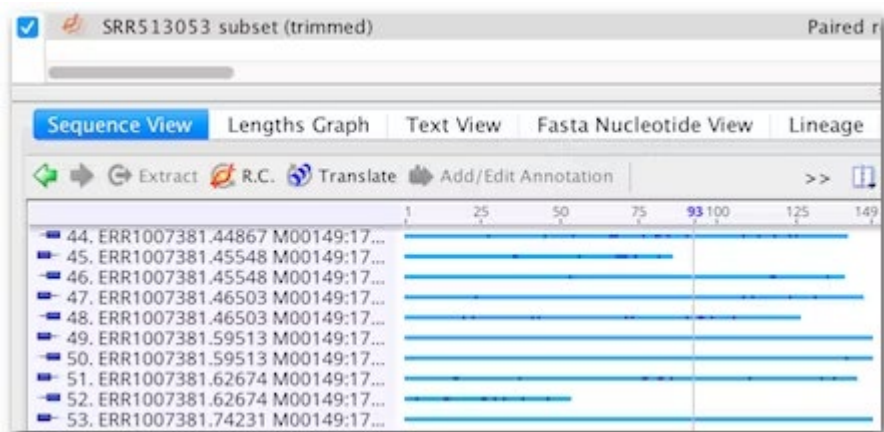 SRR513053 subset (trimmed) Paired r
Sequence View Lengths Graph Text View Fasta Nucleotide View Lineage
Extract R.C. Translate Add/Edit Annotation >>
1 25 50 75 93 100 125 149
44. ERR1007381.44867 M00149:17...
45. ERR1007381.45548 M00149:17...
46. ERR1007381.45548 M00149:17...
47. ERR1007381.46503 M00149:17...
48. ERR1007381.46503 M00149:17...
49. ERR1007381.59513 M00149:17...
50. ERR1007381.59513 M00149:17...
51. ERR1007381.62674 M00149:17...
52. ERR1007381.62674 M00149:17...
53. ERR1007381.74231 M00149:17...